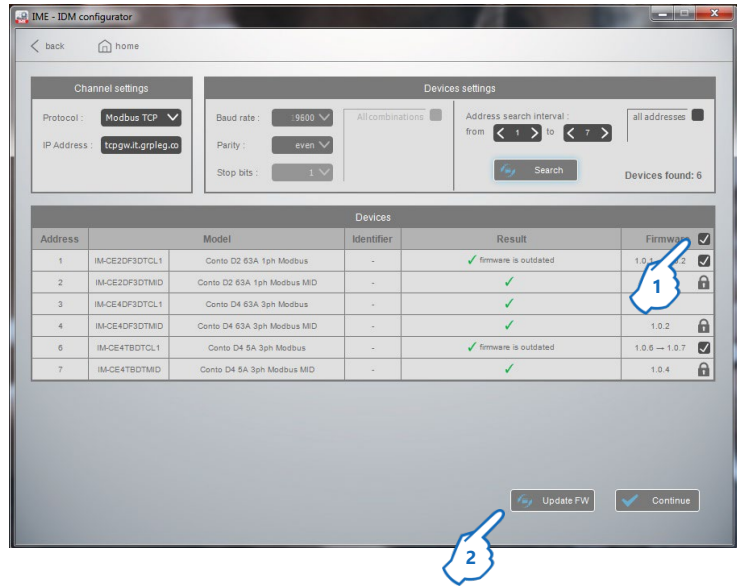 IME - IDM configurator
back home
Channel settings
Protocol : Modbus TCP
IP Address : tcpgw.it.grpleg.co
Devices settings
Baud rate : 19600
Parity : even
Stop bits : 1
All combinations
Address search interval :
from 1 to 7
Search
all addresses
Devices found: 6
Devices
Address Model Identifier Result Firmware
1 IM-CE2DF3DTCL1 Conto D2 63A 1ph Modbus - firmware is outdated
2 IM-CE2DF3DTMID Conto D2 63A 1ph Modbus MID -
3 IM-CE4DF3DTCL1 Conto D4 63A 3ph Modbus -
4 IM-CE4DF3DTMID Conto D4 63A 3ph Modbus MID - 1.0.2
6 IM-CE4TBDTCL1 Conto D4 5A 3ph Modbus - firmware is outdated 1.0.6 → 1.0.7
7 IM-CE4TBDTMID Conto D4 5A 3ph Modbus MID - 1.0.4
1
Update FW Continue
2